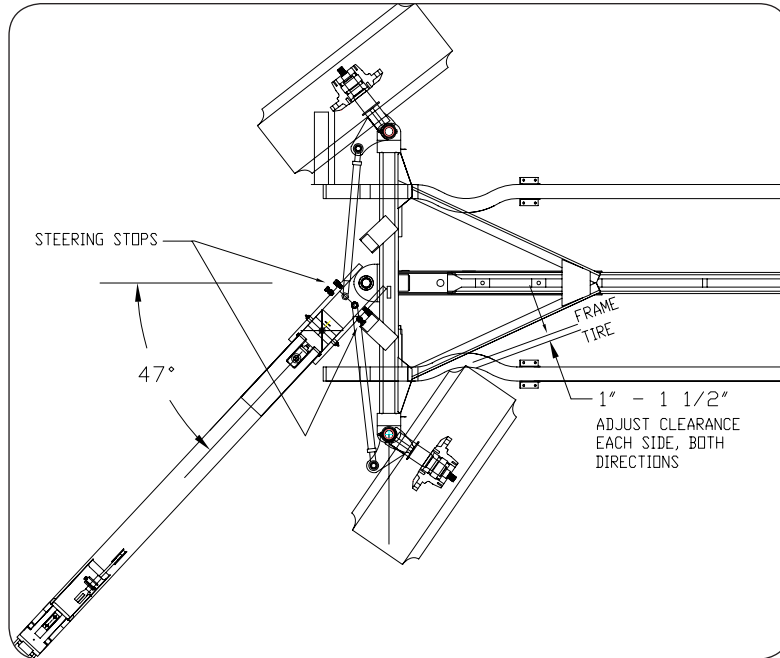 STEERING STOPS
47°
FRAME
TIRE
1" - 1 1/2"
ADJUST CLEARANCE
EACH SIDE, BOTH
DIRECTIONS